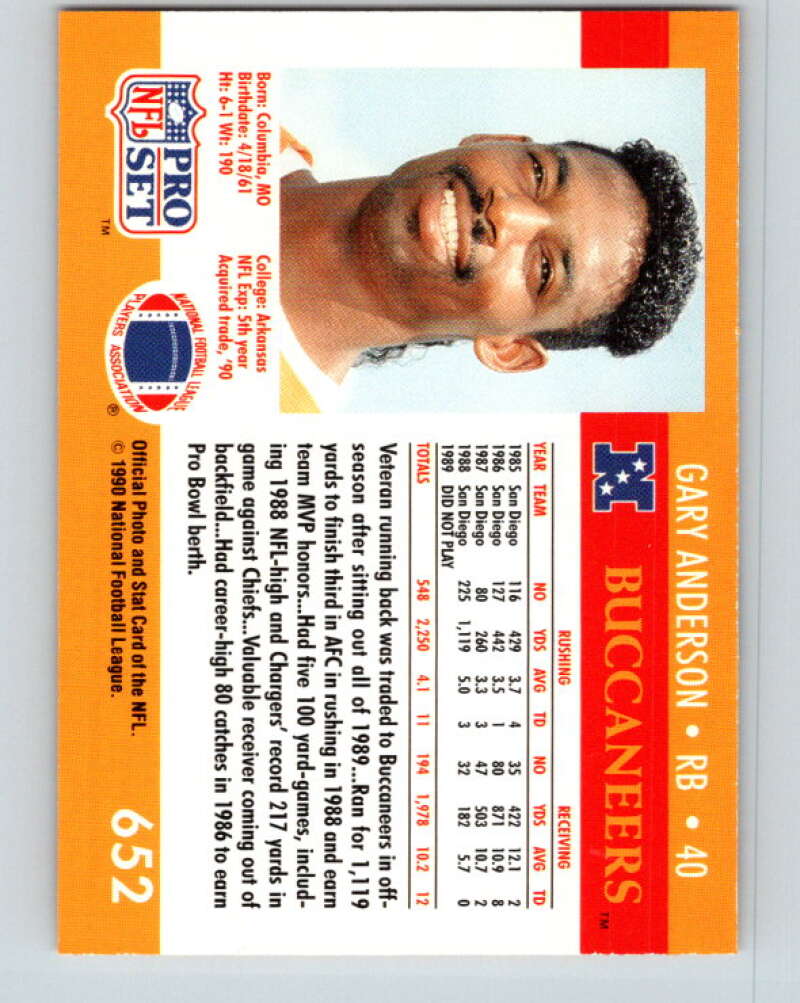 GARY ANDERSON • RB • 40
BUCCANEERS™
RUSHING RECEIVING
YEAR TEAM NO YDS AVG TD NO YDS AVG TD
1985 San Diego 116 429 3.7 4 35 422 12.1 2
1986 San Diego 127 442 3.5 1 80 871 10.9 8
1987 San Diego 80 260 3.3 3 47 503 10.7 2
1988 San Diego 225 1,119 5.0 3 32 182 5.7 0
1989 DID NOT PLAY
TOTALS 548 2,250 4.1 11 194 1,978 10.2 12
Veteran running back was traded to Buccaneers in off-
season after sitting out all of 1989...Ran for 1,119
yards to finish third in AFC in rushing in 1988 and earn
team MVP honors...Had five 100 yard-games, includ-
ing 1988 NFL-high and Chargers' record 217 yards in
game against Chiefs...Valuable receiver coming out of
backfield...Had career-high 80 catches in 1986 to earn
Pro Bowl berth.
Born: Columbia, MO
Birthdate: 4/18/61
Ht: 6-1 Wt: 190
College: Arkansas
NFL Exp: 5th year
Acquired trade, '90
NFL
PRO
SET
™
NATIONAL FOOTBALL LEAGUE
PLAYERS ASSOCIATION
®
Official Photo and Stat Card of the NFL.
© 1990 National Football League.
652